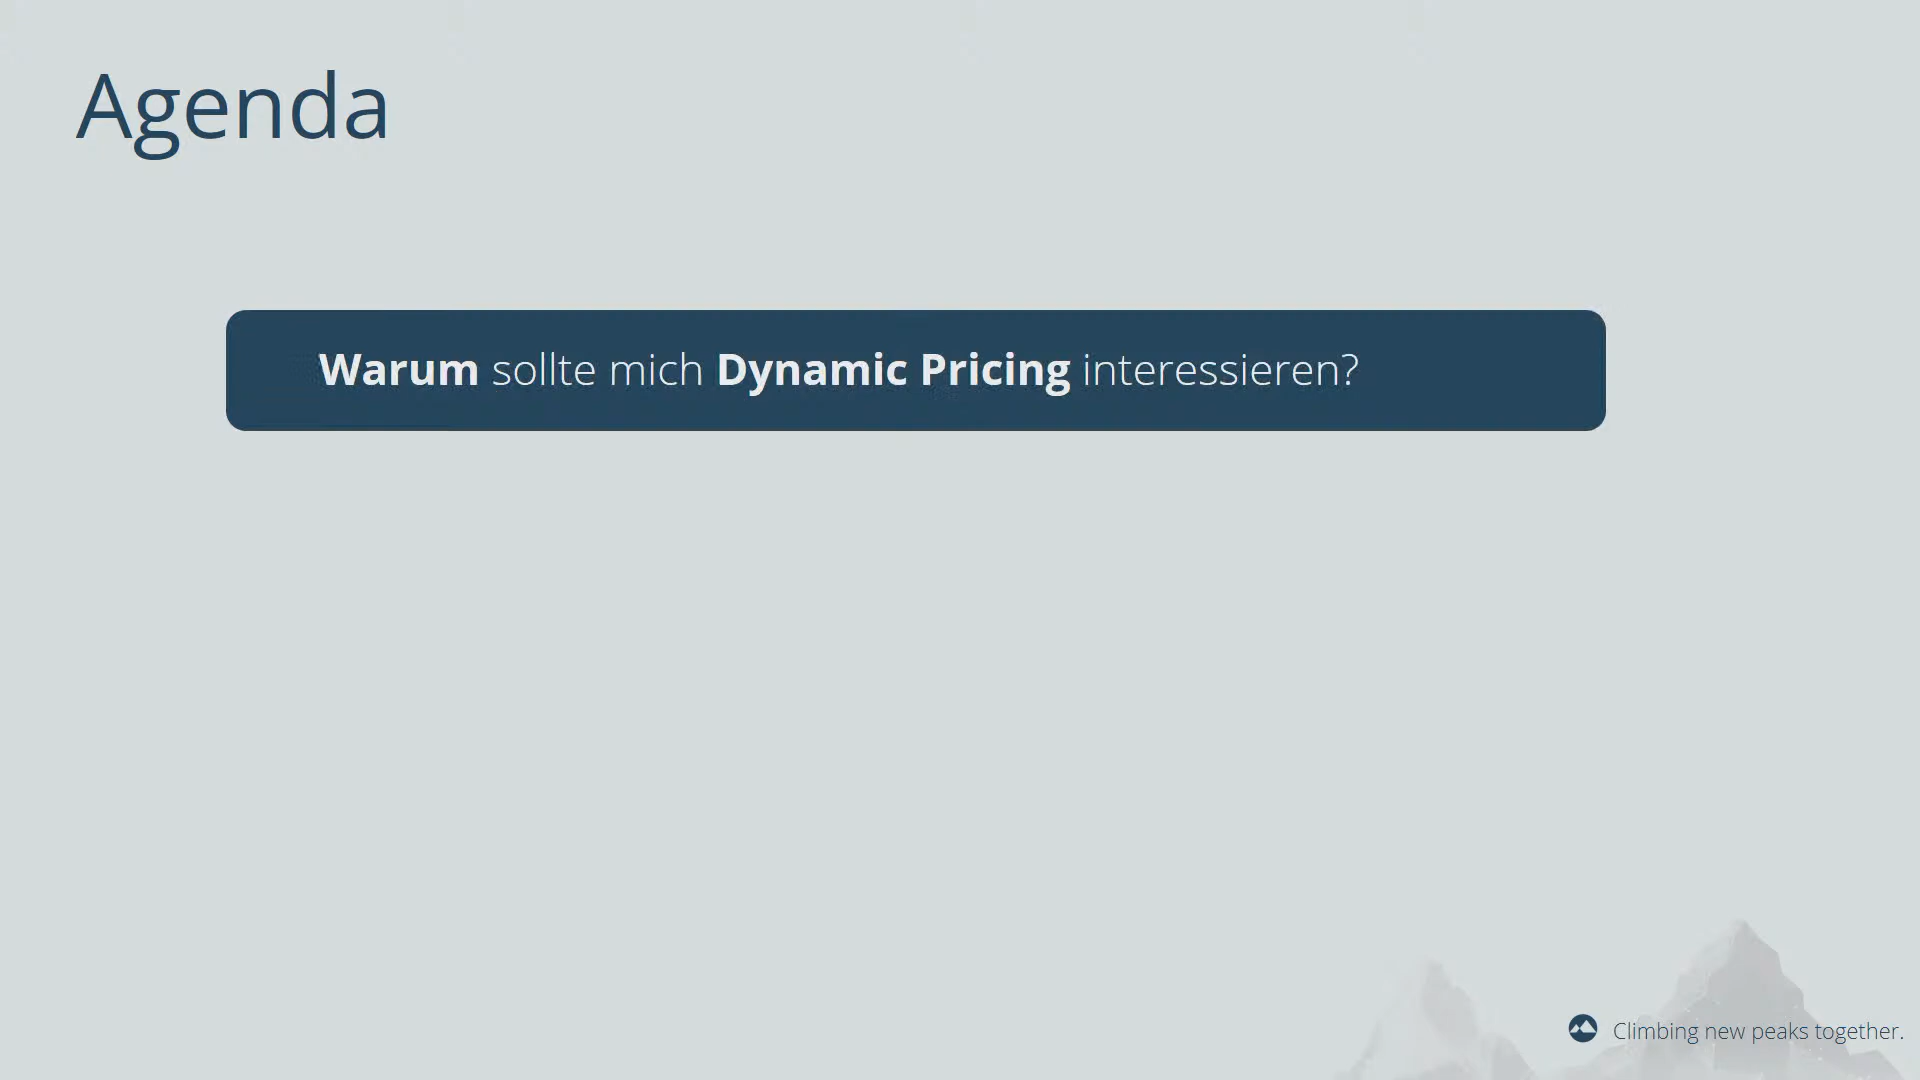 Agenda
Warum sollte mich Dynamic Pricing interessieren?
Climbing new peaks together.